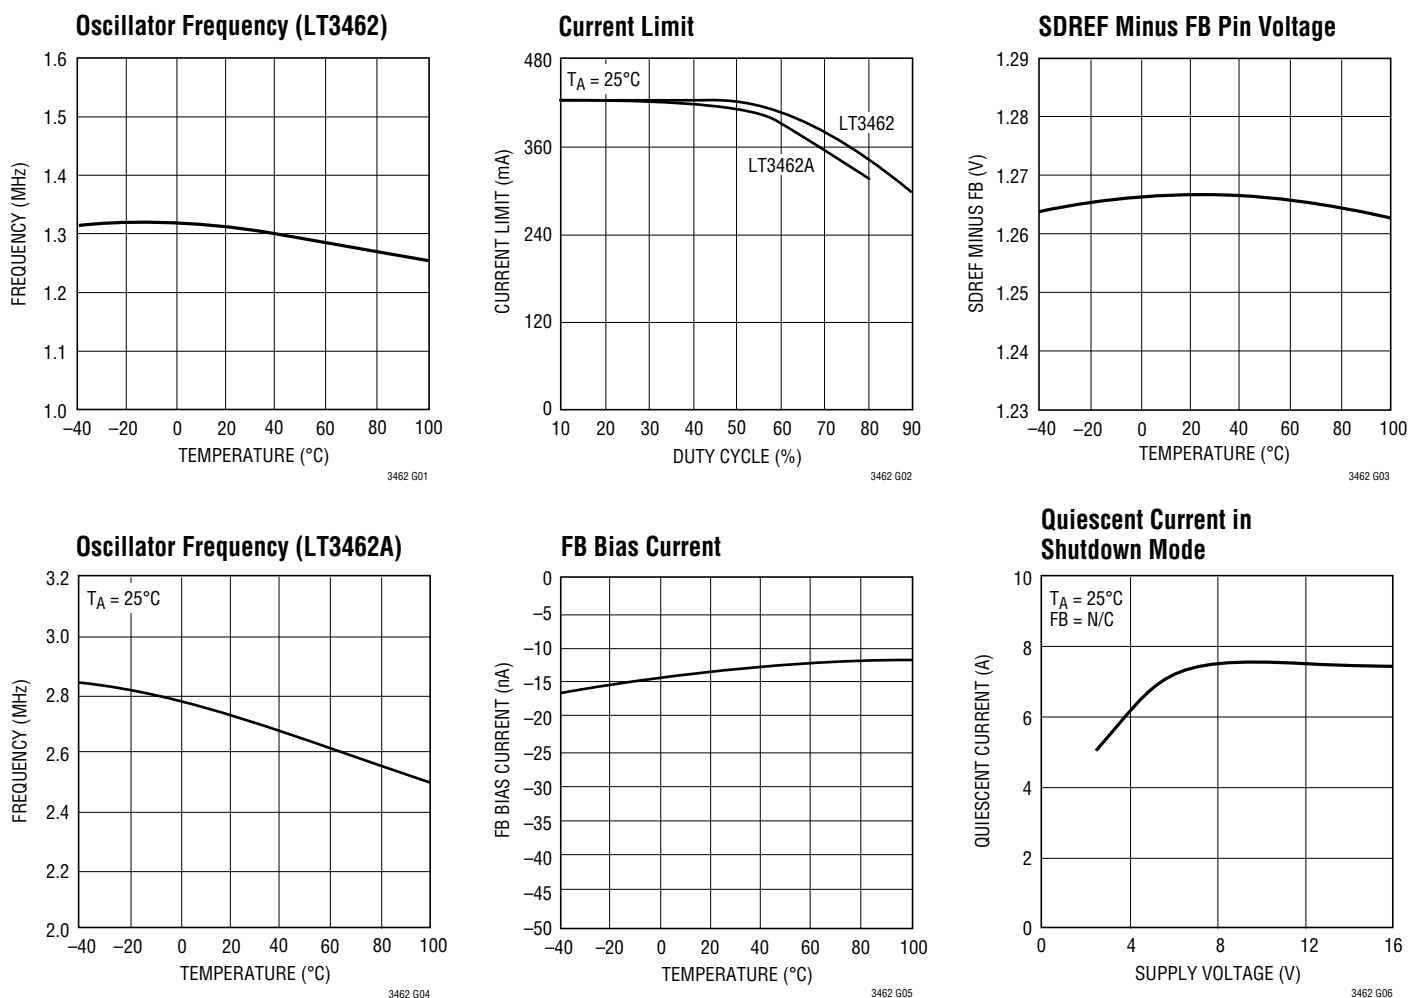 Oscillator Frequency (LT3462)
1.6
1.5
1.4
1.3
1.2
1.1
1.0
FREQUENCY (MHz)
–40 –20 0 20 40 60 80 100
TEMPERATURE (°C)
3462 G01
Current Limit
480
360
240
120
0
CURRENT LIMIT (mA)
TA = 25°C
LT3462
LT3462A
10 20 30 40 50 60 70 80 90
DUTY CYCLE (%)
3462 G02
SDREF Minus FB Pin Voltage
1.29
1.28
1.27
1.26
1.25
1.24
1.23
SDREF MINUS FB (V)
–40 –20 0 20 40 60 80 100
TEMPERATURE (°C)
3462 G03
Oscillator Frequency (LT3462A)
3.2
3.0
2.8
2.6
2.4
2.2
2.0
FREQUENCY (MHz)
TA = 25°C
–40 –20 0 20 40 60 80 100
TEMPERATURE (°C)
3462 G04
FB Bias Current
0
–5
–10
–15
–20
–25
–30
–35
–40
–45
–50
FB BIAS CURRENT (nA)
–40 –20 0 20 40 60 80 100
TEMPERATURE (°C)
3462 G05
Quiescent Current in
Shutdown Mode
10
8
6
4
2
0
QUIESCENT CURRENT (A)
TA = 25°C
FB = N/C
0 4 8 12 16
SUPPLY VOLTAGE (V)
3462 G06